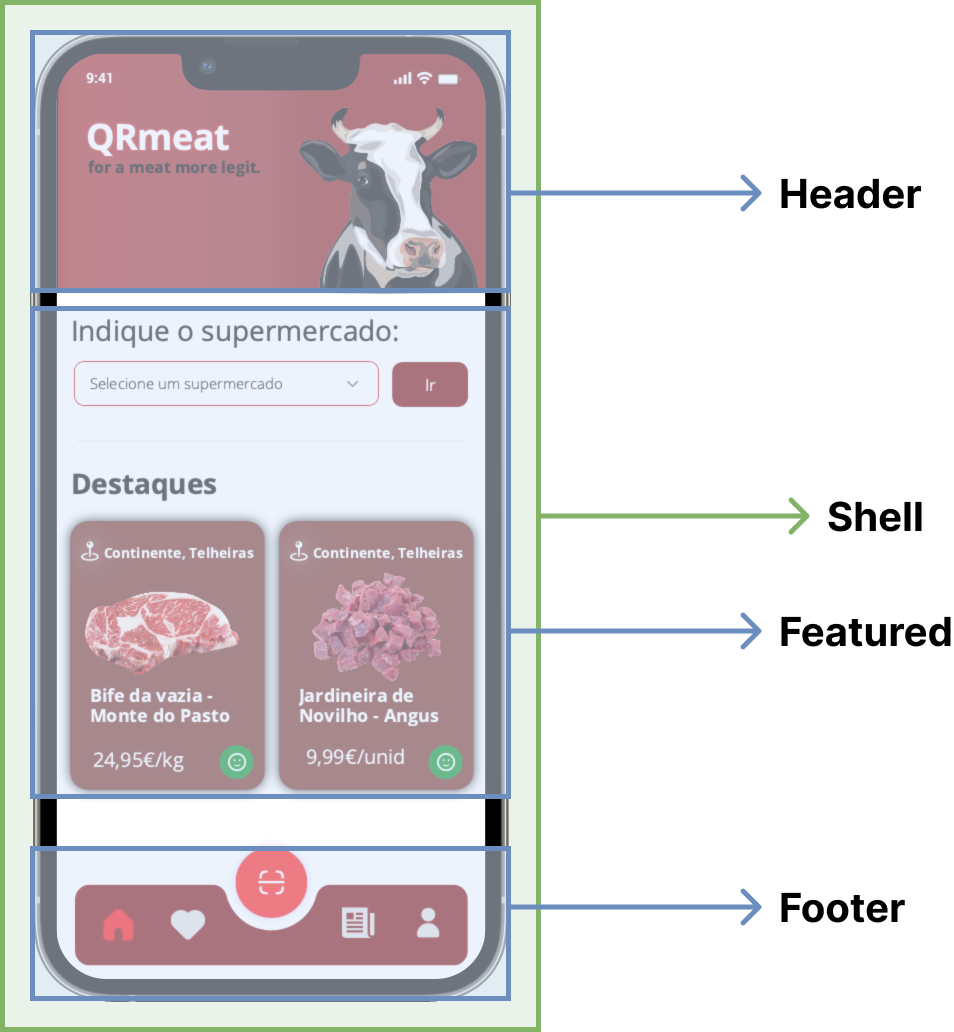 9:41
QRmeat
for a meat more legit.
Header
Indique o supermercado:
Selecione um supermercado
Ir
Destaques
Shell
Continente, Telheiras
Continente, Telheiras
Featured
Bife da vazia -
Monte do Pasto
24,95€/kg
Jardineira de
Novilho - Angus
9,99€/unid
Footer